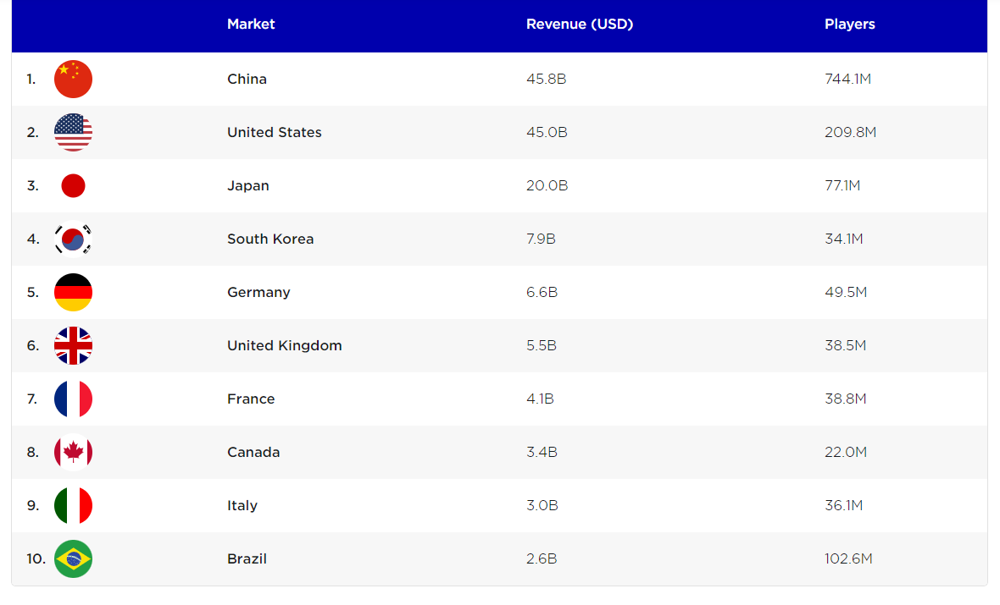 Market Revenue (USD) Players
1. China 45.8B 744.1M
2. United States 45.0B 209.8M
3. Japan 20.0B 77.1M
4. South Korea 7.9B 34.1M
5. Germany 6.6B 49.5M
6. United Kingdom 5.5B 38.5M
7. France 4.1B 38.8M
8. Canada 3.4B 22.0M
9. Italy 3.0B 36.1M
10. Brazil 2.6B 102.6M